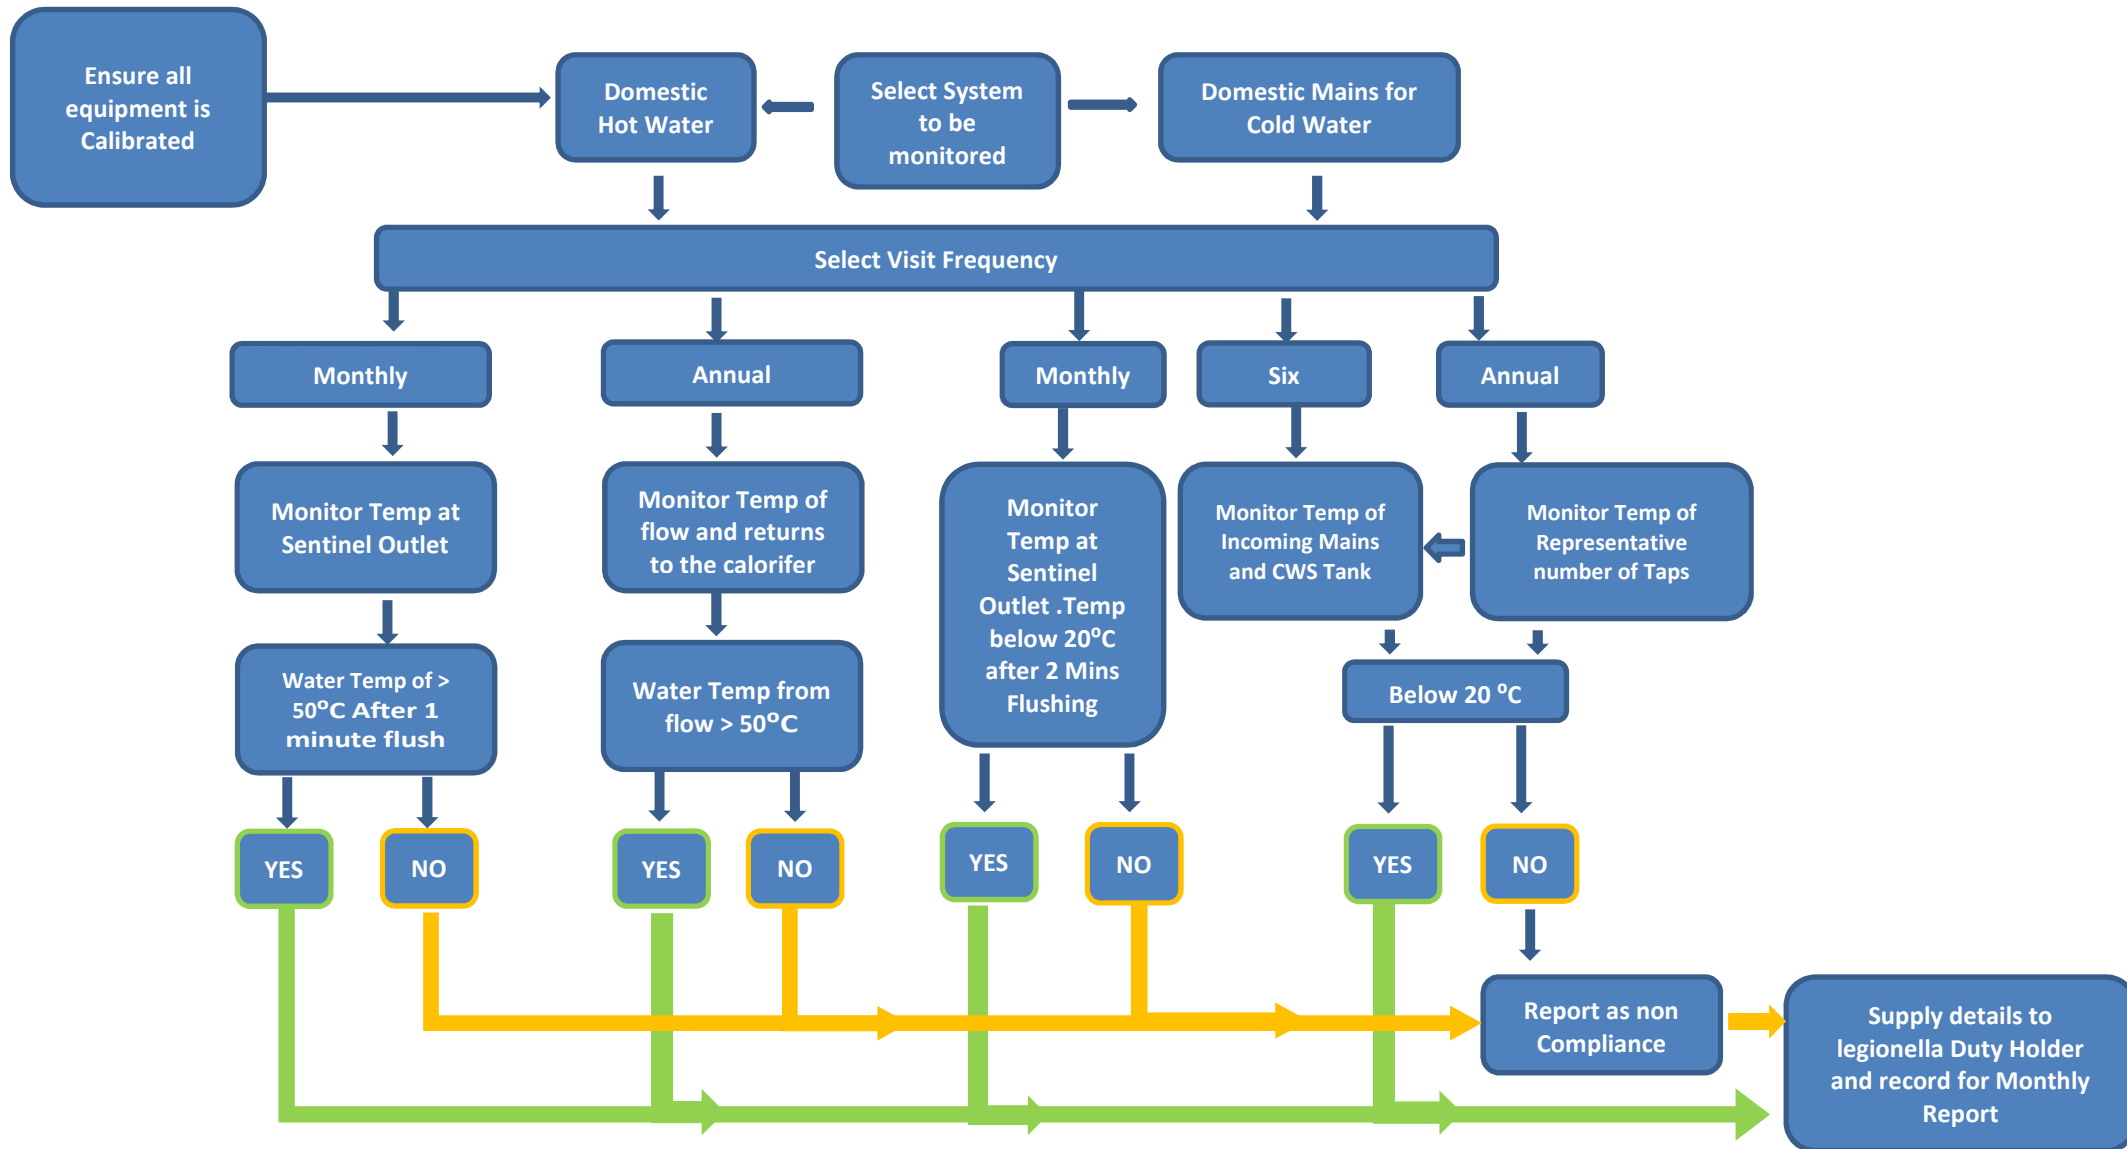 Ensure all
equipment is
Calibrated
Domestic
Hot Water
Select System
to be
monitored
Domestic Mains for
Cold Water
Select Visit Frequency
Monthly
Annual
Monthly
Six
Annual
Monitor Temp at
Sentinel Outlet
Monitor Temp of
flow and returns
to the calorifer
Monitor
Temp at
Sentinel
Outlet .Temp
below 20⁰C
after 2 Mins
Flushing
Monitor Temp of
Incoming Mains
and CWS Tank
Monitor Temp of
Representative
number of Taps
Water Temp of >
50⁰C After 1
minute flush
Water Temp from
flow > 50⁰C
Below 20 ⁰C
YES
NO
YES
NO
YES
NO
YES
NO
Report as non
Compliance
Supply details to
legionella Duty Holder
and record for Monthly
Report